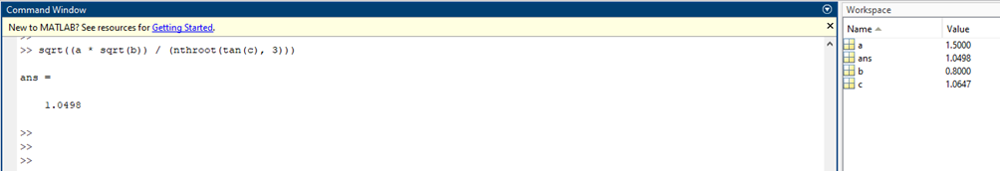 Command Window
New to MATLAB? See resources for Getting Started.
>>
>> sqrt((a * sqrt(b)) / (nthroot(tan(c), 3)))
ans =
1.0498
>>
>>
>>
Workspace
Name Value
a 1.5000
ans 1.0498
b 0.8000
c 1.0647